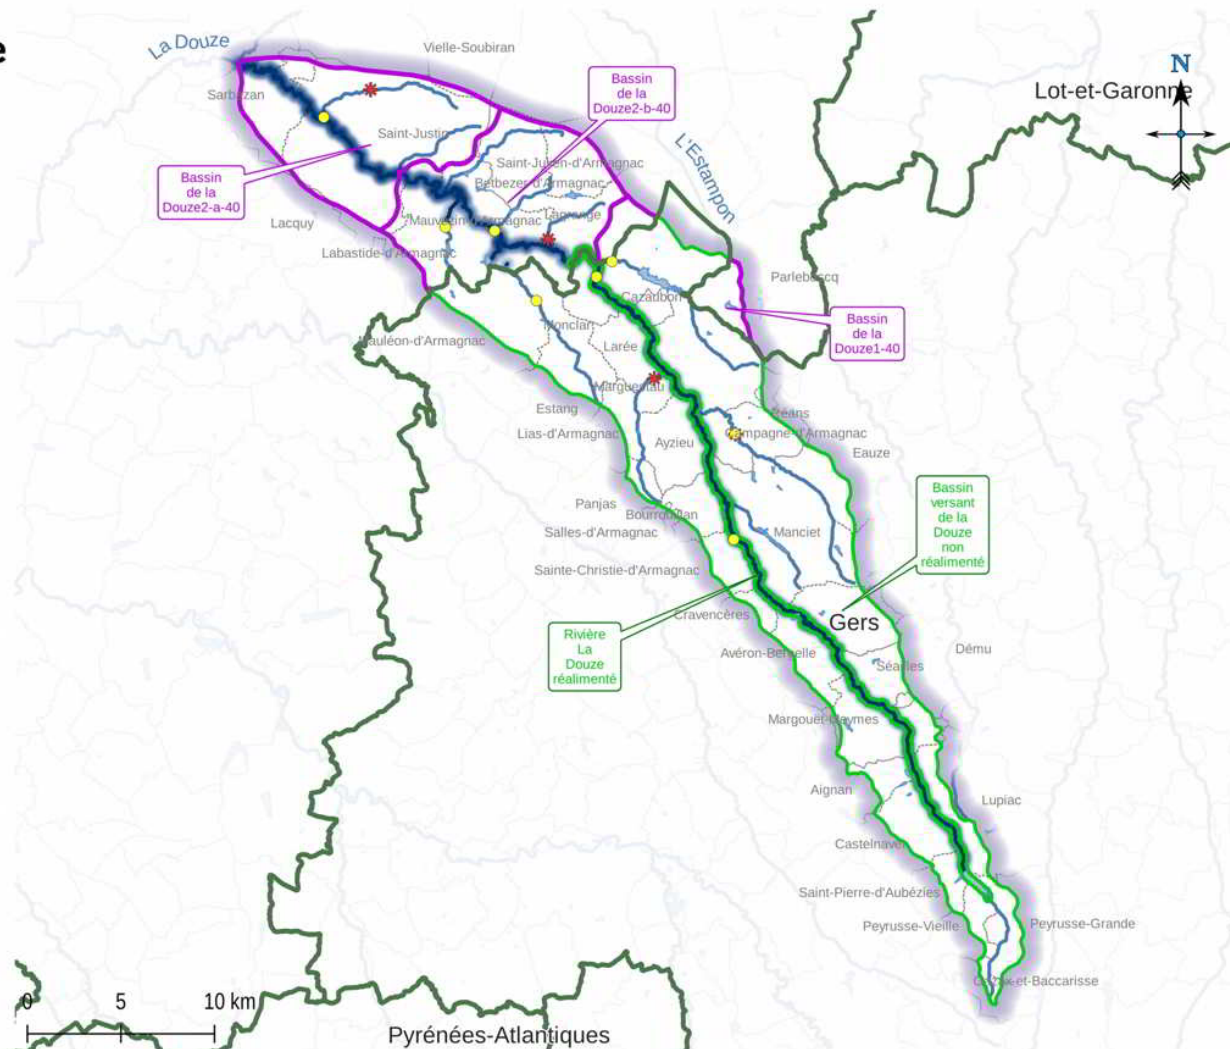 e
La Douze
Vielle-Soubiran
N
Lot-et-Garonne
Sarbazan
Bassin
de la
Douze2-b-40
Saint-Justin
L'Estampon
Saint-Julien-d'Armagnac
Betbezer-d'Armagnac
Bassin
de la
Douze2-a-40
Lagrange
Mauvezin-d'Armagnac
Lacquy
Labastide-d'Armagnac
Parleboscq
Cazaubon
Monclar
Bassin
de la
Douze1-40
Mauléon-d'Armagnac
Larée
Marguestau
Estang
Réans
Lias-d'Armagnac
Campagne-d'Armagnac
Ayzieu
Eauze
Bassin
versant
de la
Douze
non
réalimenté
Panjas
Bourrouillan
Salles-d'Armagnac
Manciet
Sainte-Christie-d'Armagnac
Cravencères
Gers
Rivière
La
Douze
réalimenté
Avéron-Bergelle
Dému
Séailles
Margouët-Meymes
Aignan
Lupiac
Castelnavet
Saint-Pierre-d'Aubézies
Peyrusse-Vieille
Peyrusse-Grande
0 5 10 km
Pyrénées-Atlantiques